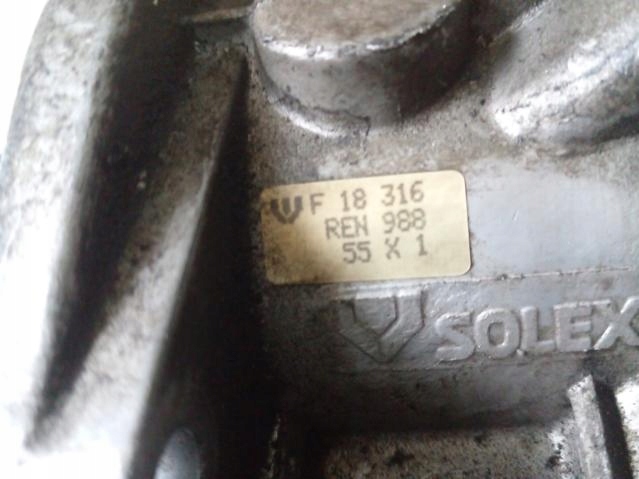 F 18 316
REN 988
55 X 1
SOLEX